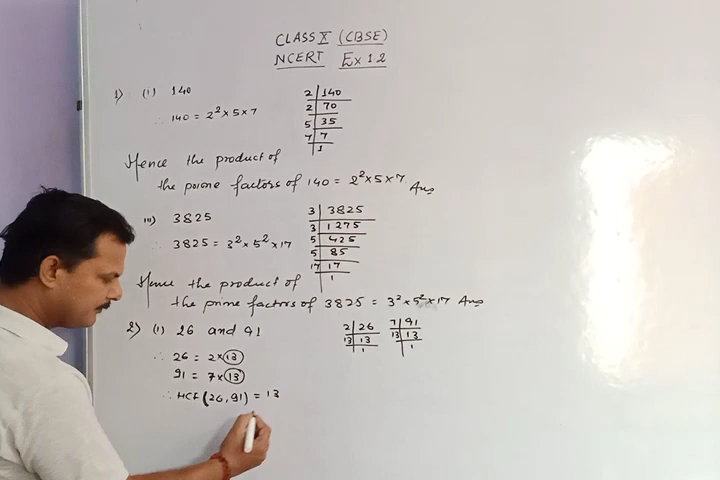 CLASS X (CBSE)
NCERT Ex 1.2
1) (i) 140
∴ 140 = 2² × 5 × 7
2 | 140
2 | 70
5 | 35
7 | 7
1
Hence the product of
the prime factors of 140 = 2² × 5 × 7 Ans
iii) 3825
∴ 3825 = 3² × 5² × 17
3 | 3825
3 | 1275
5 | 425
5 | 85
17 | 17
1
Hence the product of
the prime factors of 3825 = 3² × 5² × 17 Ans
2) (i) 26 and 91
∴ 26 = 2 × 13
91 = 7 × 13
∴ HCF (26, 91) = 13
2 | 26
13 | 13
1
7 | 91
13 | 13
1